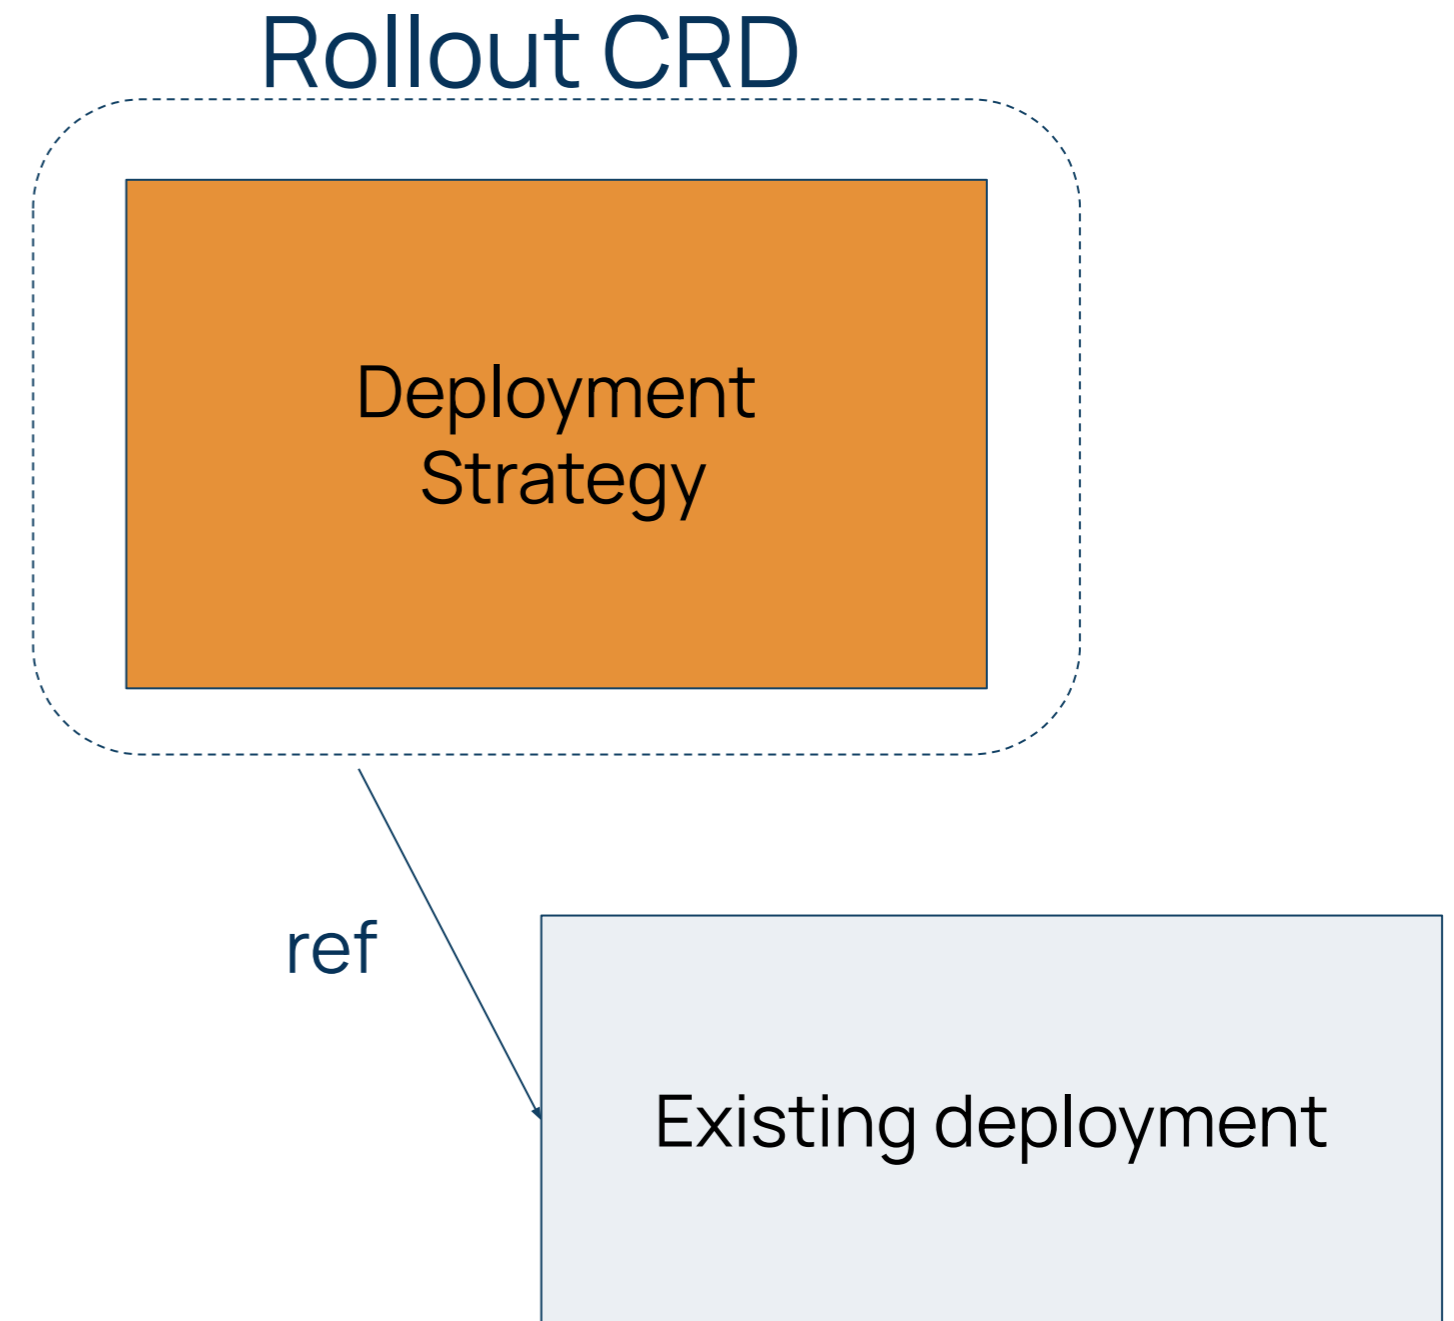 Rollout CRD
Deployment
Strategy
ref
Existing deployment